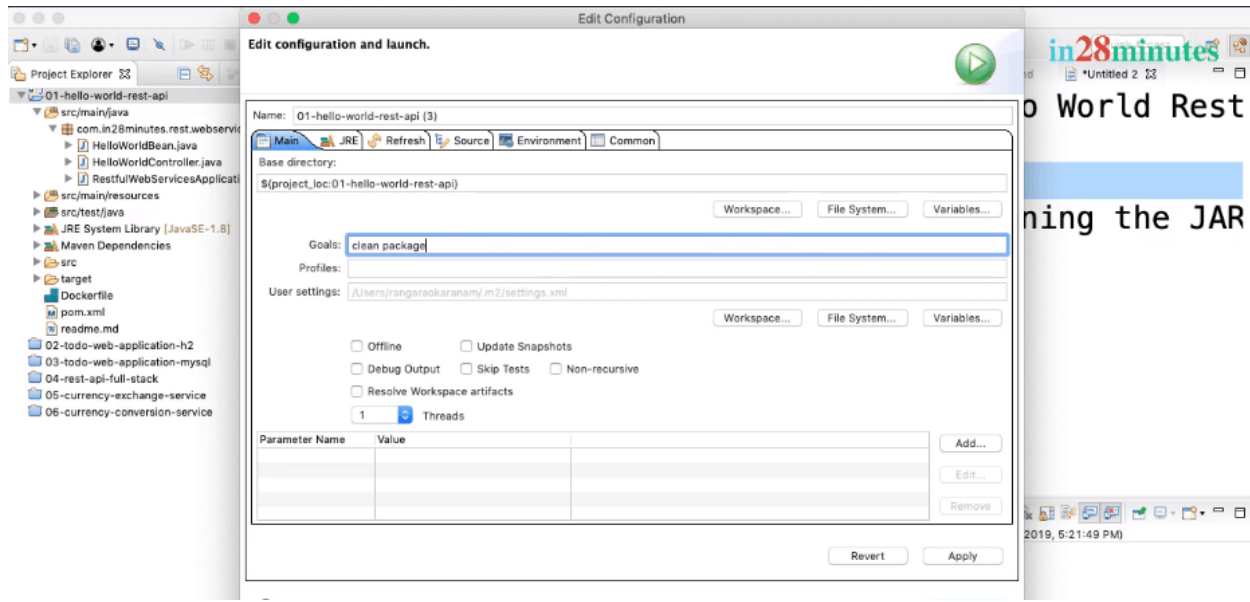 Edit Configuration
Edit configuration and launch.
in28minutes
Project Explorer
*Untitled 2
01-hello-world-rest-api
src/main/java
com.in28minutes.rest.webservic
HelloWorldBean.java
HelloWorldController.java
RestfulWebServicesApplicati
src/main/resources
src/test/java
JRE System Library [JavaSE-1.8]
Maven Dependencies
src
target
Dockerfile
pom.xml
readme.md
02-todo-web-application-h2
03-todo-web-application-mysql
04-rest-api-full-stack
05-currency-exchange-service
06-currency-conversion-service
Name: 01-hello-world-rest-api (3)
Main JRE Refresh Source Environment Common
Base directory:
${project_loc:01-hello-world-rest-api}
Workspace... File System... Variables...
Goals: clean package
Profiles:
User settings: /Users/rangaraokaranam/.m2/settings.xml
Workspace... File System... Variables...
Offline Update Snapshots
Debug Output Skip Tests Non-recursive
Resolve Workspace artifacts
1 Threads
Parameter Name Value
Add...
Edit...
Remove
Revert Apply
o World Rest
ning the JAR
2019, 5:21:49 PM)